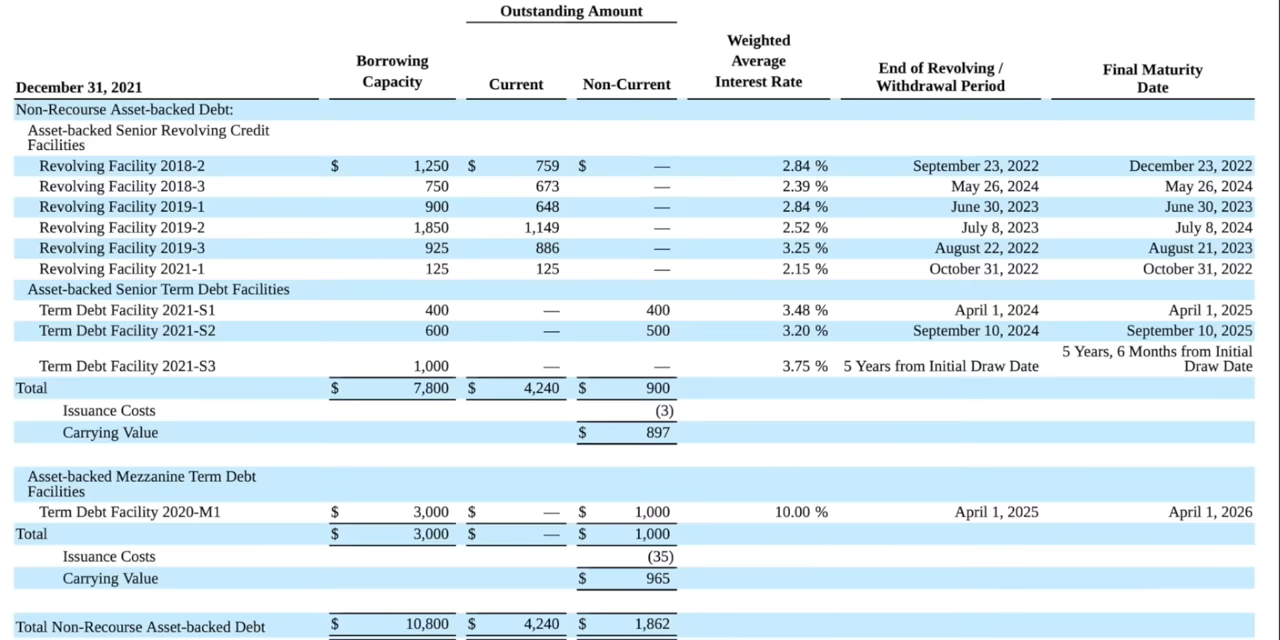 Outstanding Amount
December 31, 2021 Borrowing Capacity Current Non-Current Weighted Average Interest Rate End of Revolving / Withdrawal Period Final Maturity Date
Non-Recourse Asset-backed Debt:
Asset-backed Senior Revolving Credit
Facilities
Revolving Facility 2018-2 $ 1,250 $ 759 $ — 2.84 % September 23, 2022 December 23, 2022
Revolving Facility 2018-3 750 673 — 2.39 % May 26, 2024 May 26, 2024
Revolving Facility 2019-1 900 648 — 2.84 % June 30, 2023 June 30, 2023
Revolving Facility 2019-2 1,850 1,149 — 2.52 % July 8, 2023 July 8, 2024
Revolving Facility 2019-3 925 886 — 3.25 % August 22, 2022 August 21, 2023
Revolving Facility 2021-1 125 125 — 2.15 % October 31, 2022 October 31, 2022
Asset-backed Senior Term Debt Facilities
Term Debt Facility 2021-S1 400 — 400 3.48 % April 1, 2024 April 1, 2025
Term Debt Facility 2021-S2 600 — 500 3.20 % September 10, 2024 September 10, 2025
Term Debt Facility 2021-S3 1,000 — — 3.75 % 5 Years from Initial Draw Date 5 Years, 6 Months from Initial Draw Date
Total $ 7,800 $ 4,240 $ 900
Issuance Costs (3)
Carrying Value $ 897
Asset-backed Mezzanine Term Debt
Facilities
Term Debt Facility 2020-M1 $ 3,000 $ — $ 1,000 10.00 % April 1, 2025 April 1, 2026
Total $ 3,000 $ — $ 1,000
Issuance Costs (35)
Carrying Value $ 965
Total Non-Recourse Asset-backed Debt $ 10,800 $ 4,240 $ 1,862